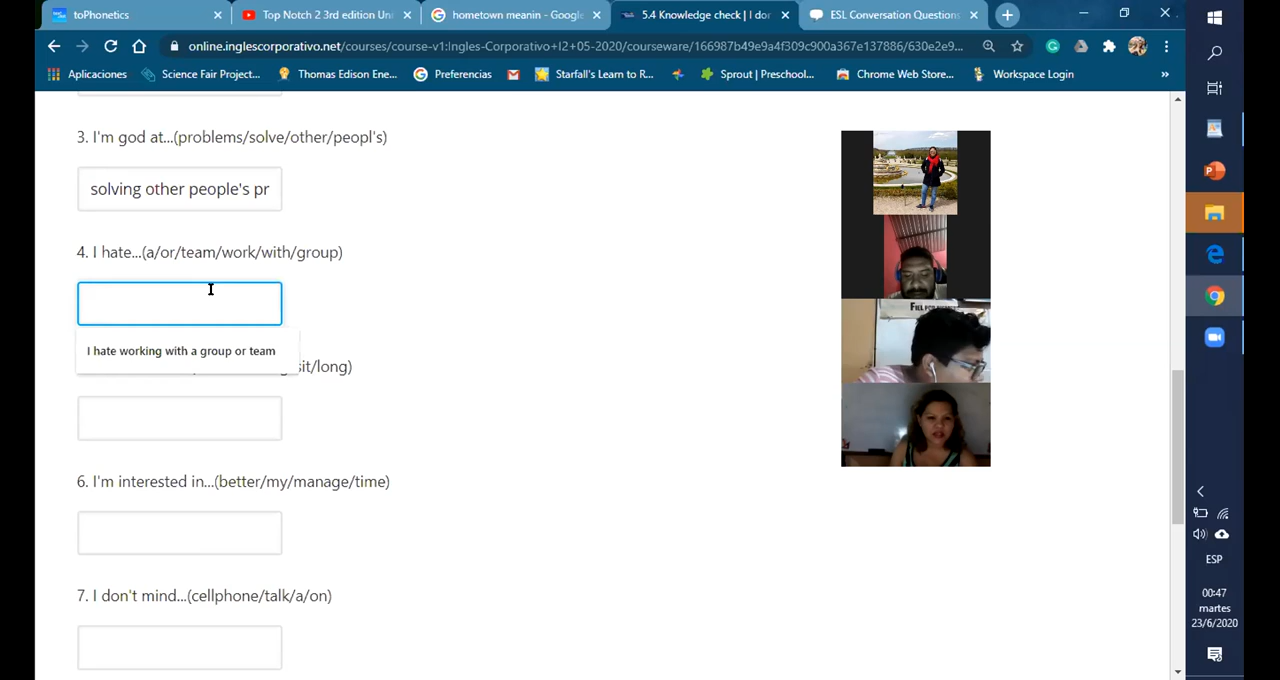 toPhonetics
Top Notch 2 3rd edition Uni
hometown meanin - Google
5.4 Knowledge check | I don
ESL Conversation Questions
online.inglescorporativo.net/courses/course-v1:Ingles-Corporativo+I2+05-2020/courseware/166987b49e9a4f309c900a367e137886/630e2e9...
Aplicaciones
Science Fair Project...
Thomas Edison Ene...
Preferencias
Starfall's Learn to R...
Sprout | Preschool...
Chrome Web Store...
Workspace Login
»
3. I'm god at...(problems/solve/other/peopl's)
solving other people's pr
4. I hate...(a/or/team/work/with/group)
I hate working with a group or team
sit/long)
6. I'm interested in...(better/my/manage/time)
7. I don't mind...(cellphone/talk/a/on)
ESP
00:47
martes
23/6/2020